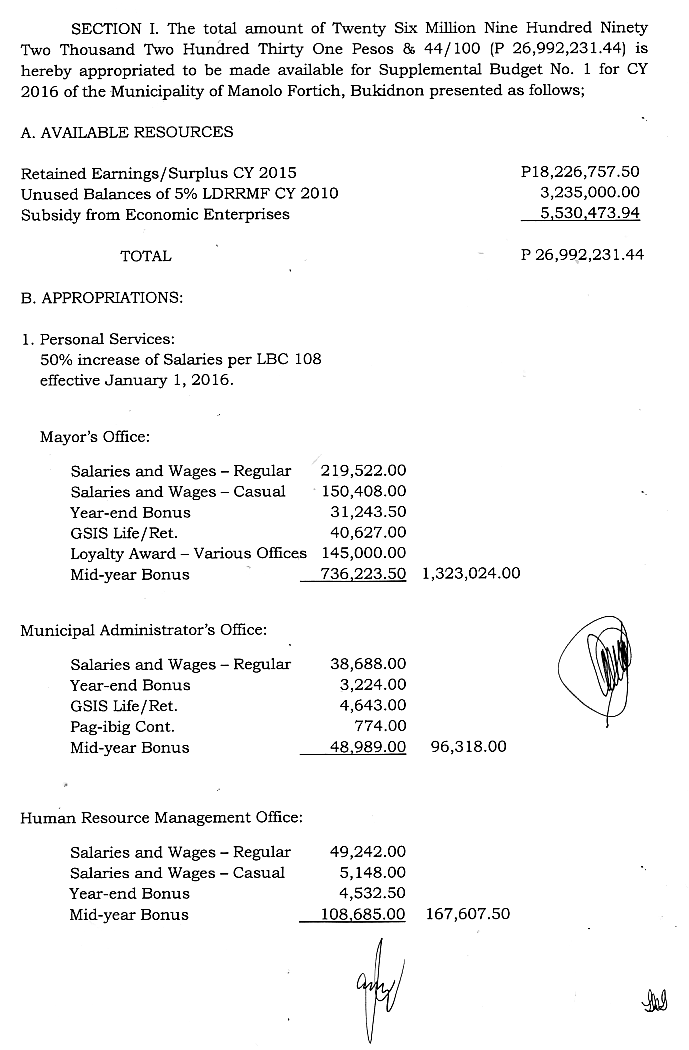 SECTION I. The total amount of Twenty Six Million Nine Hundred Ninety
Two Thousand Two Hundred Thirty One Pesos & 44/100 (P 26,992,231.44) is
hereby appropriated to be made available for Supplemental Budget No. 1 for CY
2016 of the Municipality of Manolo Fortich, Bukidnon presented as follows;
A. AVAILABLE RESOURCES
Retained Earnings/Surplus CY 2015 P18,226,757.50
Unused Balances of 5% LDRRMF CY 2010 3,235,000.00
Subsidy from Economic Enterprises 5,530,473.94
TOTAL P 26,992,231.44
B. APPROPRIATIONS:
1. Personal Services:
50% increase of Salaries per LBC 108
effective January 1, 2016.
Mayor's Office:
Salaries and Wages – Regular 219,522.00
Salaries and Wages – Casual 150,408.00
Year-end Bonus 31,243.50
GSIS Life/Ret. 40,627.00
Loyalty Award – Various Offices 145,000.00
Mid-year Bonus 736,223.50 1,323,024.00
Municipal Administrator's Office:
Salaries and Wages – Regular 38,688.00
Year-end Bonus 3,224.00
GSIS Life/Ret. 4,643.00
Pag-ibig Cont. 774.00
Mid-year Bonus 48,989.00 96,318.00
Human Resource Management Office:
Salaries and Wages – Regular 49,242.00
Salaries and Wages – Casual 5,148.00
Year-end Bonus 4,532.50
Mid-year Bonus 108,685.00 167,607.50